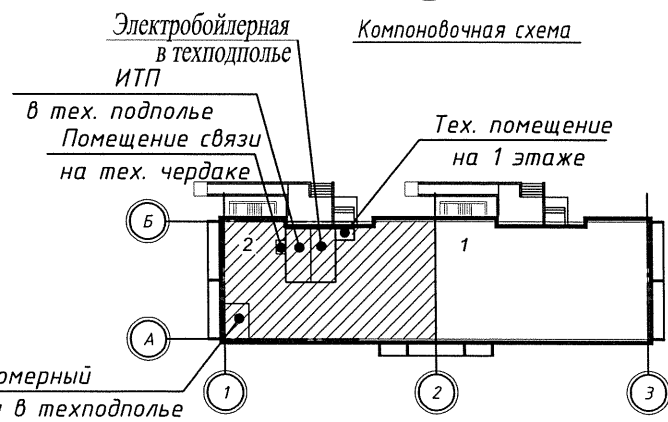 Электробойлерная
в техподполье
Компоновочная схема
ИТП
в тех. подполье
Помещение связи
на тех. чердаке
Тех. помещение
на 1 этаже
Б
2
1
А
омерный
в техподполье
1
2
3